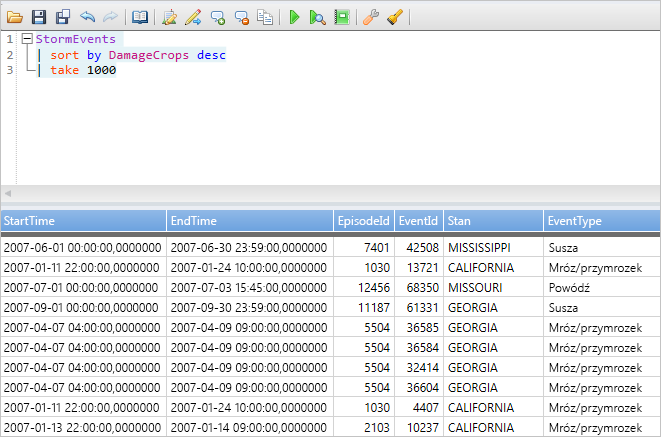 1 StormEvents
2 | sort by DamageCrops desc
3 | take 1000
StartTime EndTime EpisodeId EventId Stan EventType
2007-06-01 00:00:00,0000000 2007-06-30 23:59:00,0000000 7401 42508 MISSISSIPPI Susza
2007-01-11 22:00:00,0000000 2007-01-24 10:00:00,0000000 1030 13721 CALIFORNIA Mróz/przymrozek
2007-07-01 00:00:00,0000000 2007-07-03 15:45:00,0000000 12456 68350 MISSOURI Powódź
2007-09-01 00:00:00,0000000 2007-09-30 23:59:00,0000000 11187 61331 GEORGIA Susza
2007-04-07 04:00:00,0000000 2007-04-09 09:00:00,0000000 5504 36585 GEORGIA Mróz/przymrozek
2007-04-07 04:00:00,0000000 2007-04-09 09:00:00,0000000 5504 36584 GEORGIA Mróz/przymrozek
2007-04-07 04:00:00,0000000 2007-04-09 09:00:00,0000000 5504 32414 GEORGIA Mróz/przymrozek
2007-04-07 04:00:00,0000000 2007-04-09 09:00:00,0000000 5504 36604 GEORGIA Mróz/przymrozek
2007-01-11 22:00:00,0000000 2007-01-24 10:00:00,0000000 1030 4407 CALIFORNIA Mróz/przymrozek
2007-01-13 22:00:00,0000000 2007-01-14 09:00:00,0000000 2103 10237 CALIFORNIA Mróz/przymrozek